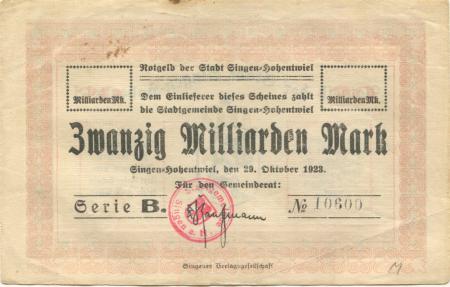 Notgeld der Stadt Singen-Hohentwiel
Milliarden Mk.
Dem Einlieferer dieses Scheines zahlt
die Stadtgemeinde Singen-Hohentwiel
Milliarden Mk.
Zwanzig Milliarden Mark
Singen-Hohentwiel, den 29. Oktober 1923.
Für den Gemeinderat:
Serie B.
№ 10600
Singener Verlagsgesellschaft
M